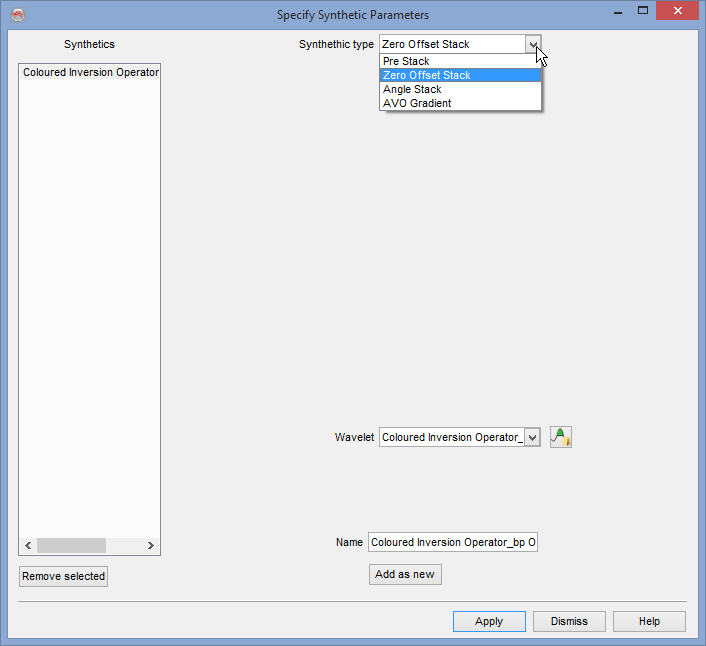 Specify Synthetic Parameters
Synthetics
Synthethic type
Zero Offset Stack
Pre Stack
Zero Offset Stack
Angle Stack
AVO Gradient
Coloured Inversion Operator
Wavelet
Coloured Inversion Operator_
Name
Coloured Inversion Operator_bp O
Remove selected
Add as new
Apply
Dismiss
Help